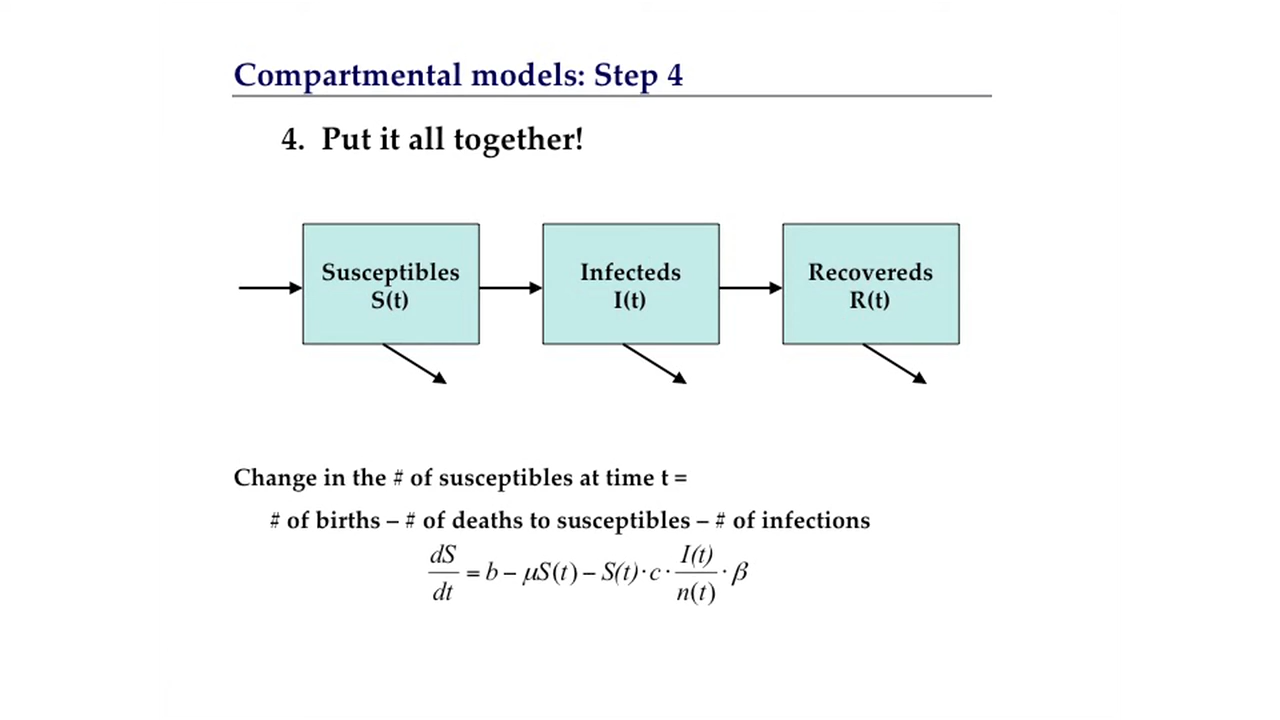 Compartmental models: Step 4
4. Put it all together!
Susceptibles
S(t)
Infecteds
I(t)
Recovereds
R(t)
Change in the # of susceptibles at time t =
# of births – # of deaths to susceptibles – # of infections
dS/dt = b – μS(t) – S(t)·c·I(t)/n(t)·β